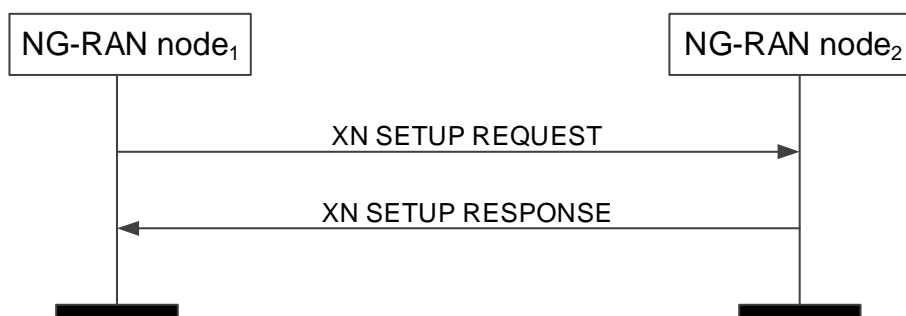 NG-RAN node₁
NG-RAN node₂
XN SETUP REQUEST
XN SETUP RESPONSE